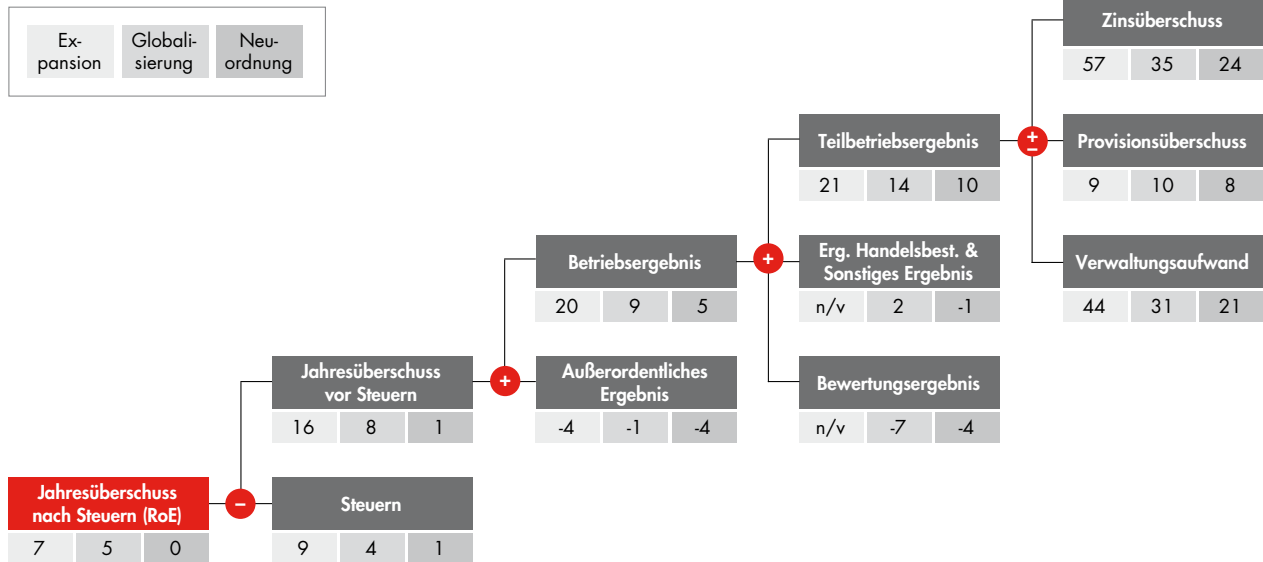 Ex-
pansion
Globali-
sierung
Neu-
ordnung
Zinsüberschuss
57 35 24
Teilbetriebsergebnis
21 14 10
+
−
Provisionsüberschuss
9 10 8
Betriebsergebnis
20 9 5
+
Erg. Handelsbest. &
Sonstiges Ergebnis
n/v 2 -1
Verwaltungsaufwand
44 31 21
Jahresüberschuss
vor Steuern
16 8 1
+
Außerordentliches
Ergebnis
-4 -1 -4
Bewertungsergebnis
n/v -7 -4
Jahresüberschuss
nach Steuern (RoE)
7 5 0
−
Steuern
9 4 1